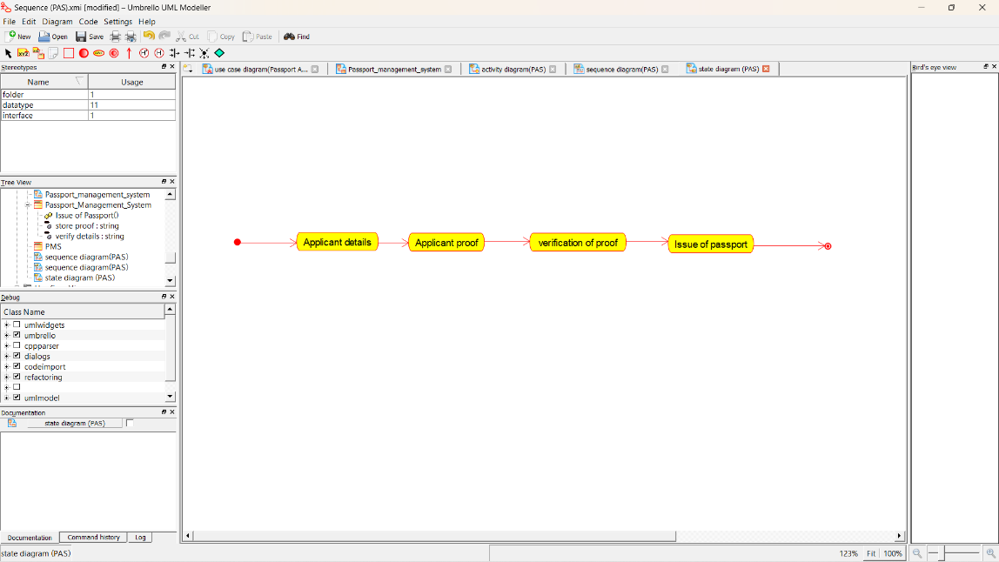 Sequence (PAS).xmi [modified] – Umbrello UML Modeller
File Edit Diagram Code Settings Help
New Open Save Cut Copy Paste Find
Stereotypes
Name Usage
folder 1
datatype 11
interface 1
use case diagram(Passport A... Passport_management_system activity diagram(PAS) sequence diagram(PAS) state diagram (PAS)
Bird's eye view
Tree View
Passport_management_system
Passport_Management_System
Issue of Passport()
store proof : string
verify details : string
PMS
sequence diagram(PAS)
sequence diagram(PAS)
state diagram (PAS)
Applicant details Applicant proof verification of proof Issue of passport
Debug
Class Name
umlwidgets
umbrello
cppparser
dialogs
codeimport
refactoring
umlmodel
Documentation
state diagram (PAS)
Documentation Command history Log
state diagram (PAS)
123% Fit 100%